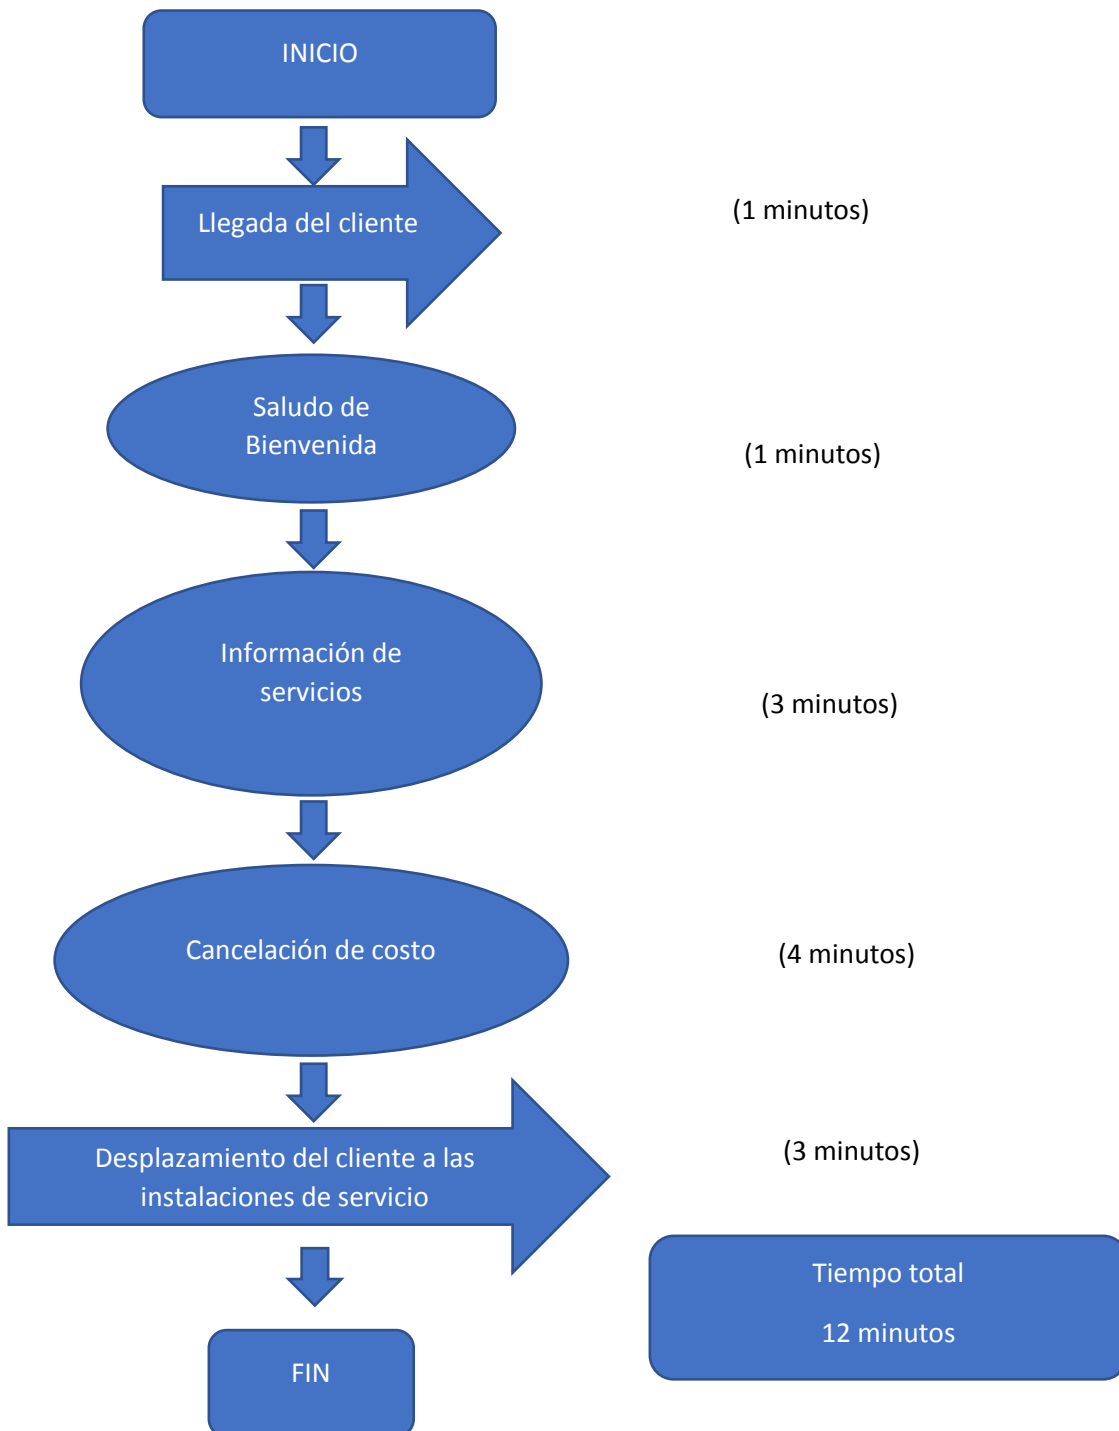 INICIO
Llegada del cliente
(1 minutos)
Saludo de
Bienvenida
(1 minutos)
Información de
servicios
(3 minutos)
Cancelación de costo
(4 minutos)
Desplazamiento del cliente a las
instalaciones de servicio
(3 minutos)
Tiempo total
12 minutos
FIN